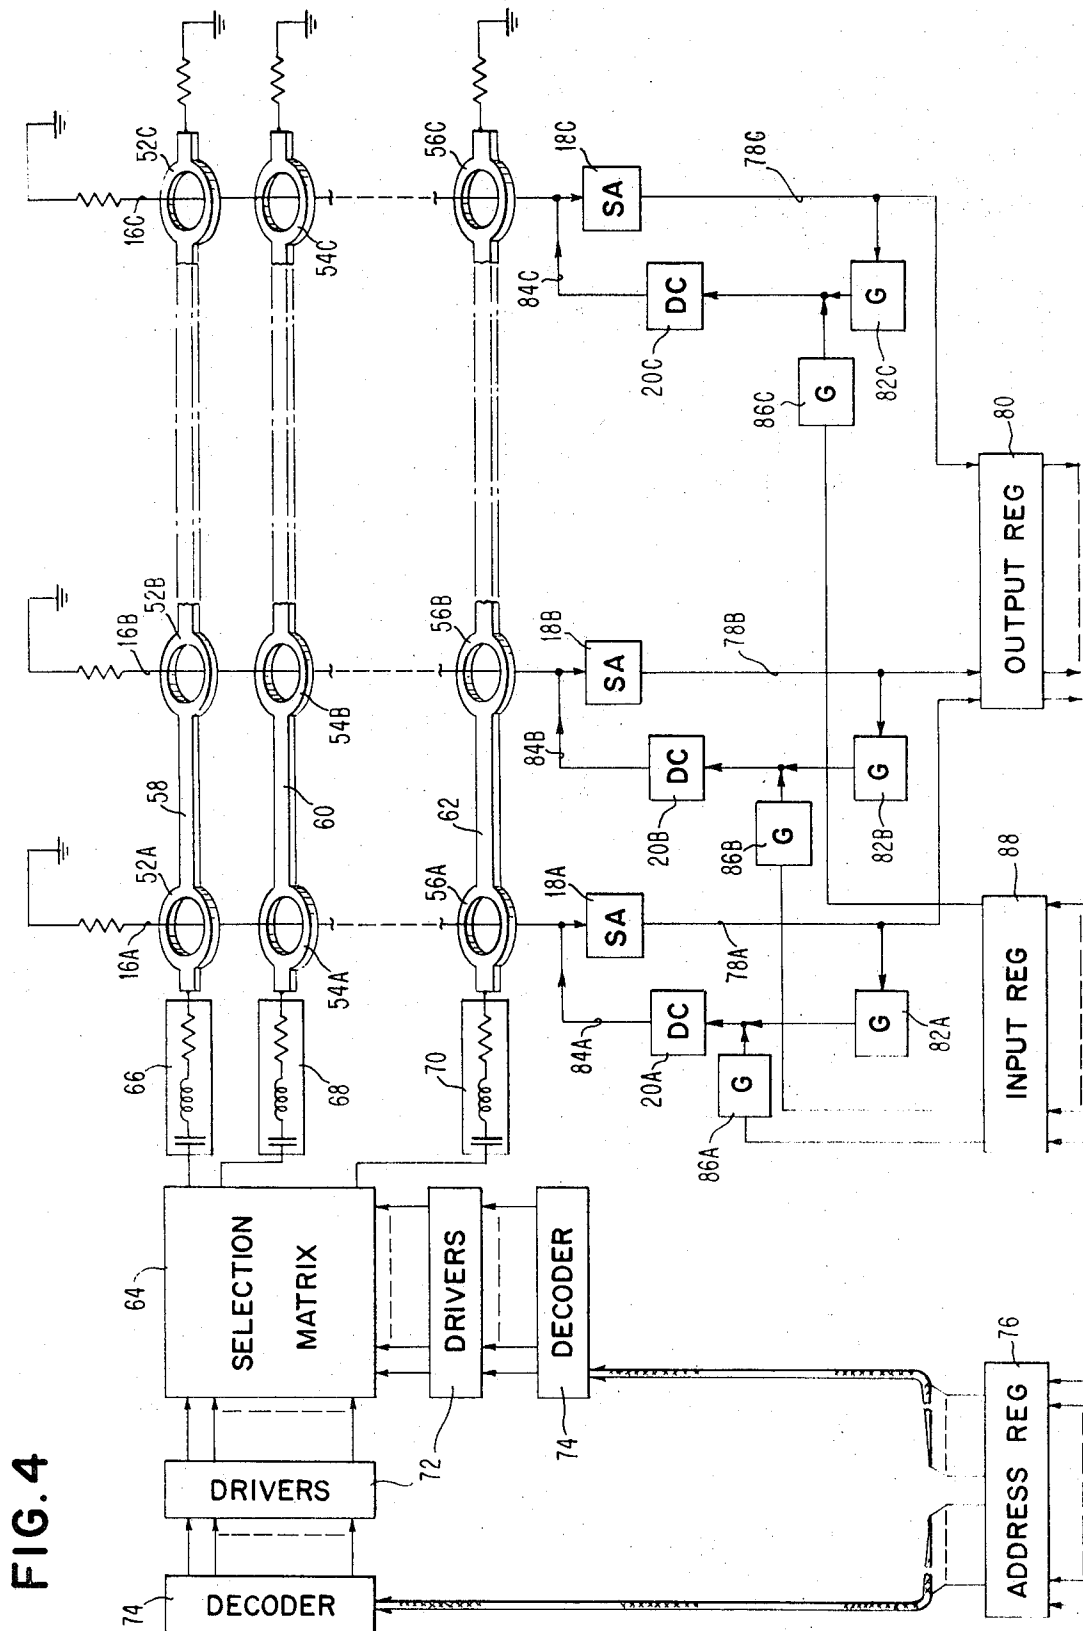 FIG. 4
16A
52A
58
16B
52B
16C
52C
66
54A
60
54B
54C
68
64
SELECTION
MATRIX
70
56A
62
56B
56C
74
DECODER
DRIVERS
72
DRIVERS
DECODER
74
18A
SA
18B
SA
18C
SA
84A
84B
84C
DC
20A
DC
20B
DC
20C
78A
78B
78C
G
86A
G
86B
G
86C
G
82A
G
82B
G
82C
76
ADDRESS REG
88
INPUT REG
80
OUTPUT REG